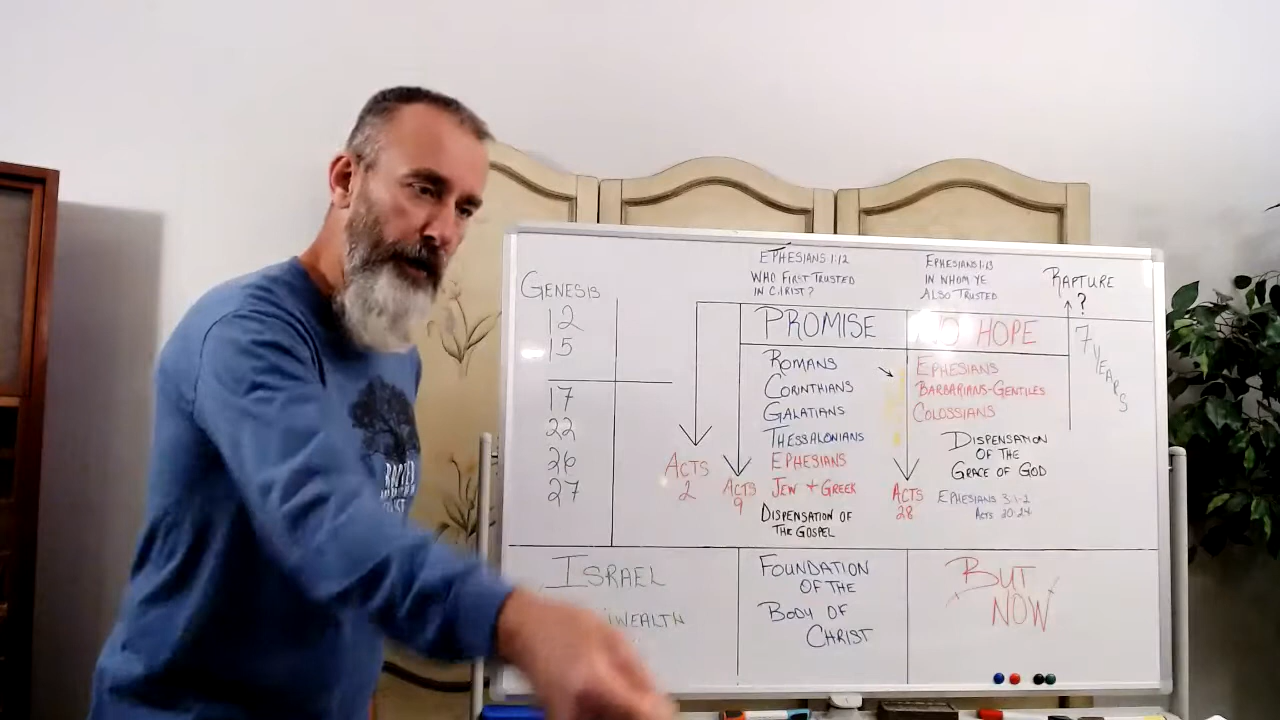 GENESIS
12
15
17
22
26
27
EPHESIANS 1:12
WHO FIRST TRUSTED
IN CHRIST?
EPHESIANS 1:13
IN WHOM YE
ALSO TRUSTED
RAPTURE
?
7 YEARS
PROMISE
HOPE
ROMANS
CORINTHIANS
GALATIANS
THESSALONIANS
EPHESIANS
JEW + GREEK
DISPENSATION OF
THE GOSPEL
EPHESIANS
BARBARIANS-GENTILES
COLOSSIANS
DISPENSATION
OF THE
GRACE OF GOD
EPHESIANS 3:1-2
ACTS 20:24
ACTS
2
ACTS
9
ACTS
28
ISRAEL
WEALTH
FOUNDATION
OF THE
BODY OF
CHRIST
BUT
NOW